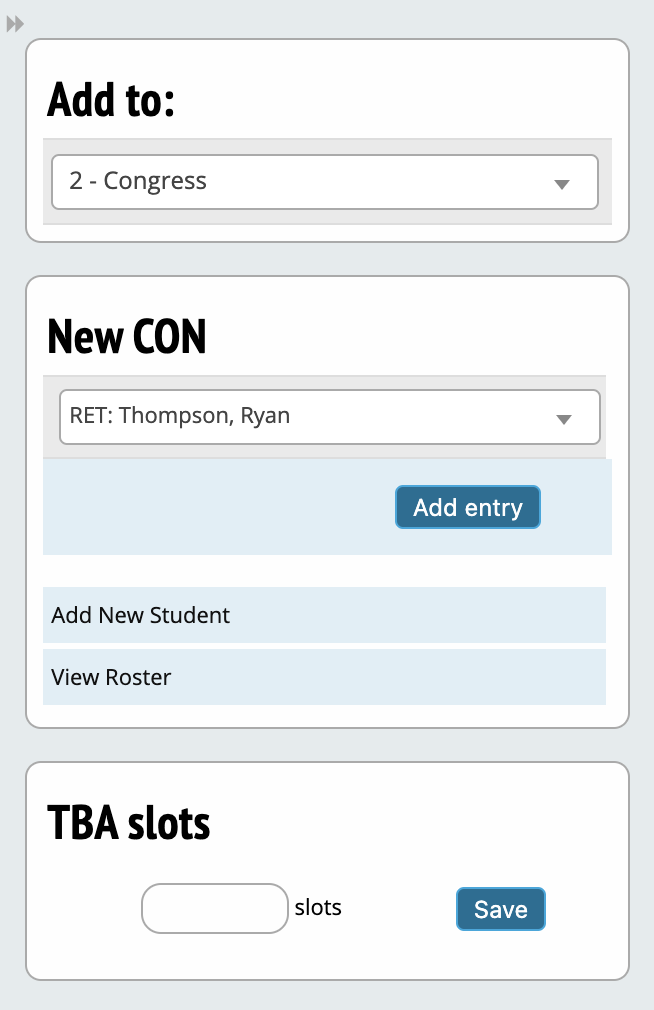 Add to:
2 - Congress
New CON
RET: Thompson, Ryan
Add entry
Add New Student
View Roster
TBA slots
slots
Save